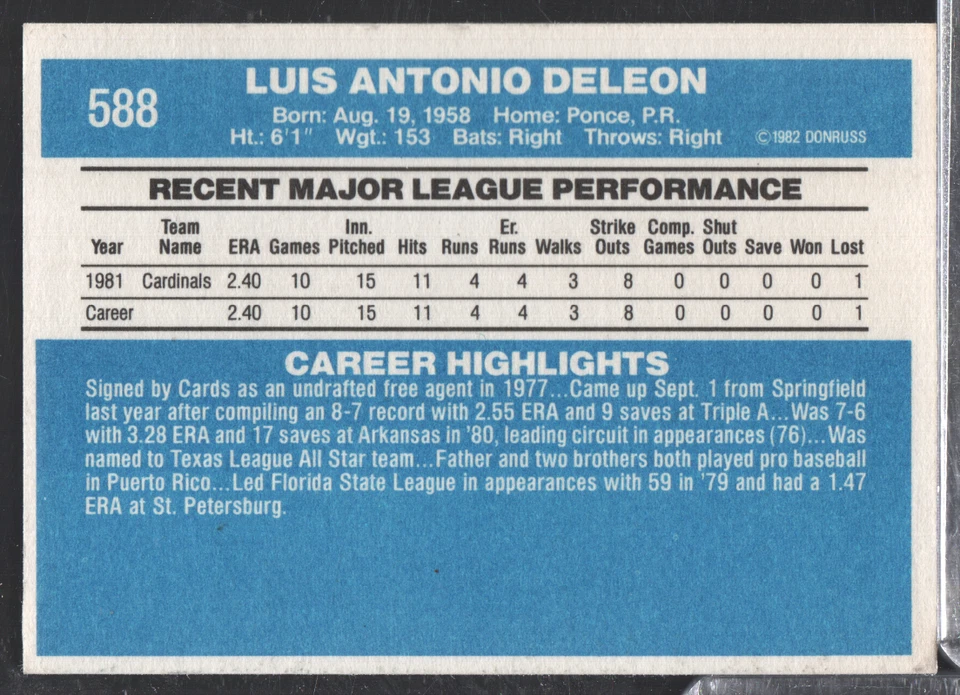 588
LUIS ANTONIO DELEON
Born: Aug. 19, 1958 Home: Ponce, P.R.
Ht.: 6'1" Wgt.: 153 Bats: Right Throws: Right
©1982 DONRUSS
RECENT MAJOR LEAGUE PERFORMANCE
Team Inn. Er. Strike Comp. Shut
Year Name ERA Games Pitched Hits Runs Runs Walks Outs Games Outs Save Won Lost
1981 Cardinals 2.40 10 15 11 4 4 3 8 0 0 0 0 1
Career 2.40 10 15 11 4 4 3 8 0 0 0 0 1
CAREER HIGHLIGHTS
Signed by Cards as an undrafted free agent in 1977...Came up Sept. 1 from Springfield
last year after compiling an 8-7 record with 2.55 ERA and 9 saves at Triple A...Was 7-6
with 3.28 ERA and 17 saves at Arkansas in '80, leading circuit in appearances (76)...Was
named to Texas League All Star team...Father and two brothers both played pro baseball
in Puerto Rico...Led Florida State League in appearances with 59 in '79 and had a 1.47
ERA at St. Petersburg.